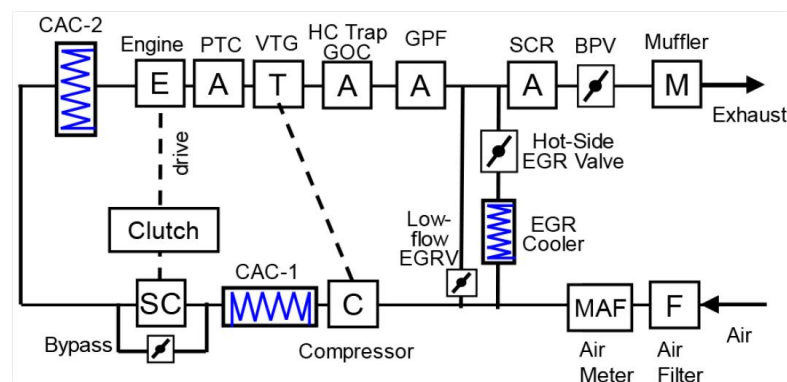 CAC-2
Engine
PTC
VTG
HC Trap
GOC
GPF
SCR
BPV
Muffler
E
A
T
A
A
A
M
Exhaust
drive
Hot-Side
EGR Valve
Clutch
Low-
flow
EGRV
EGR
Cooler
CAC-1
SC
C
MAF
F
Bypass
Compressor
Air
Meter
Air
Filter
Air